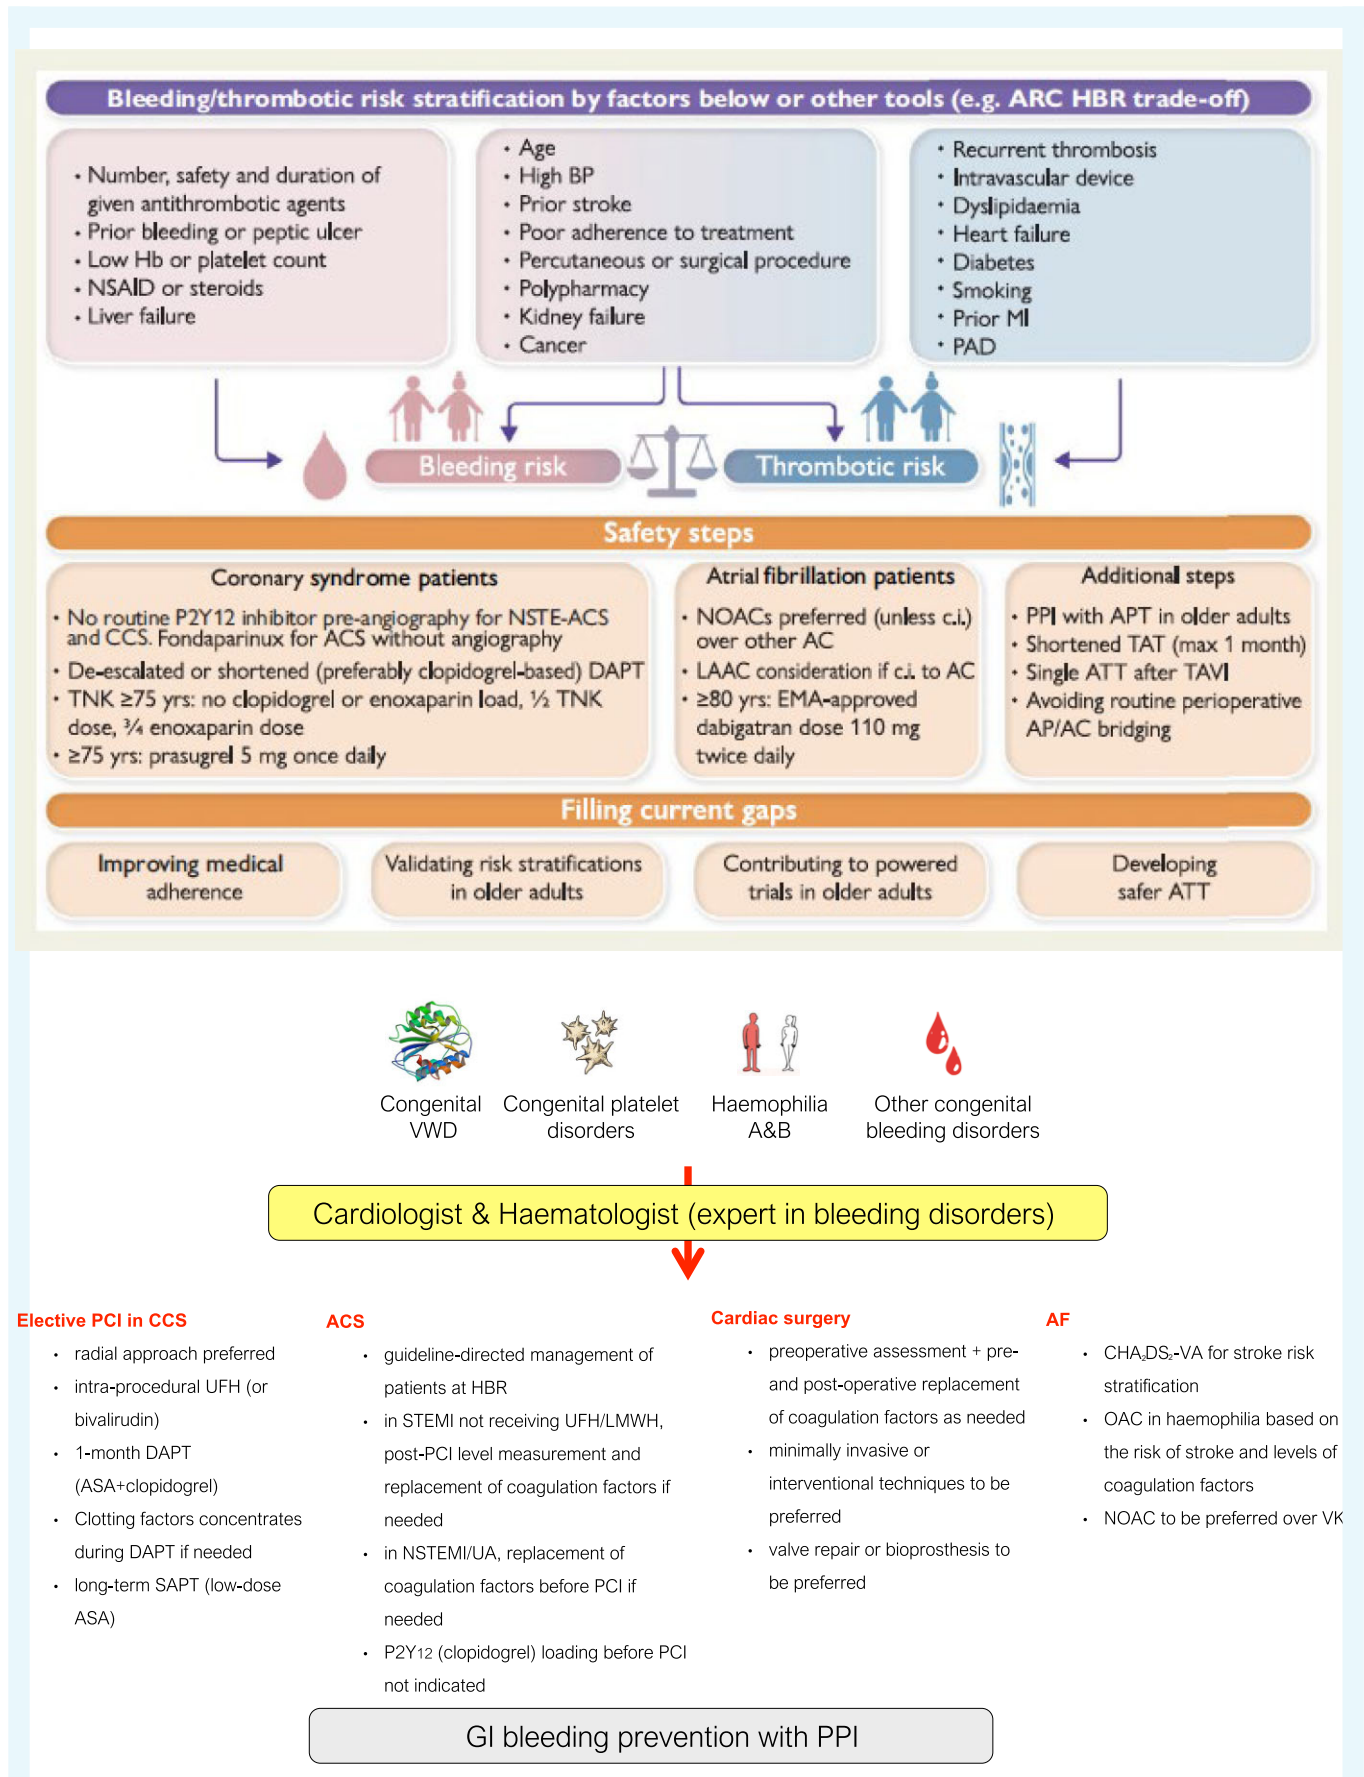 Bleeding/thrombotic risk stratification by factors below or other tools (e.g. ARC HBR trade-off)
• Number, safety and duration of
given antithrombotic agents
• Prior bleeding or peptic ulcer
• Low Hb or platelet count
• NSAID or steroids
• Liver failure
• Age
• High BP
• Prior stroke
• Poor adherence to treatment
• Percutaneous or surgical procedure
• Polypharmacy
• Kidney failure
• Cancer
• Recurrent thrombosis
• Intravascular device
• Dyslipidaemia
• Heart failure
• Diabetes
• Smoking
• Prior MI
• PAD
Bleeding risk
Thrombotic risk
Safety steps
Coronary syndrome patients
• No routine P2Y12 inhibitor pre-angiography for NSTE-ACS
and CCS. Fondaparinux for ACS without angiography
• De-escalated or shortened (preferably clopidogrel-based) DAPT
• TNK ≥75 yrs: no clopidogrel or enoxaparin load, ½ TNK
dose, ¾ enoxaparin dose
• ≥75 yrs: prasugrel 5 mg once daily
Atrial fibrillation patients
• NOACs preferred (unless c.i.)
over other AC
• LAAC consideration if c.i. to AC
• ≥80 yrs: EMA-approved
dabigatran dose 110 mg
twice daily
Additional steps
• PPI with APT in older adults
• Shortened TAT (max 1 month)
• Single ATT after TAVI
• Avoiding routine perioperative
AP/AC bridging
Filling current gaps
Improving medical
adherence
Validating risk stratifications
in older adults
Contributing to powered
trials in older adults
Developing
safer ATT
Congenital
VWD
Congenital platelet
disorders
Haemophilia
A&B
Other congenital
bleeding disorders
Cardiologist & Haematologist (expert in bleeding disorders)
Elective PCI in CCS
• radial approach preferred
• intra-procedural UFH (or
bivalirudin)
• 1-month DAPT
(ASA+clopidogrel)
• Clotting factors concentrates
during DAPT if needed
• long-term SAPT (low-dose
ASA)
ACS
• guideline-directed management of
patients at HBR
• in STEMI not receiving UFH/LMWH,
post-PCI level measurement and
replacement of coagulation factors if
needed
• in NSTEMI/UA, replacement of
coagulation factors before PCI if
needed
• P2Y12 (clopidogrel) loading before PCI
not indicated
Cardiac surgery
• preoperative assessment + pre-
and post-operative replacement
of coagulation factors as needed
• minimally invasive or
interventional techniques to be
preferred
• valve repair or bioprosthesis to
be preferred
AF
• CHA₂DS₂-VA for stroke risk
stratification
• OAC in haemophilia based on
the risk of stroke and levels of
coagulation factors
• NOAC to be preferred over VK
GI bleeding prevention with PPI